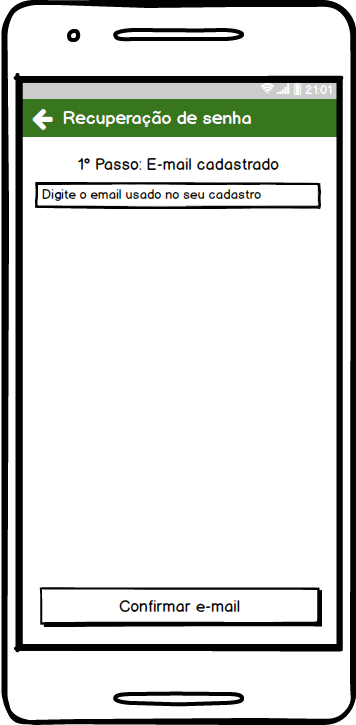 21:01
Recuperação de senha
1º Passo: E-mail cadastrado
Digite o email usado no seu cadastro
Confirmar e-mail